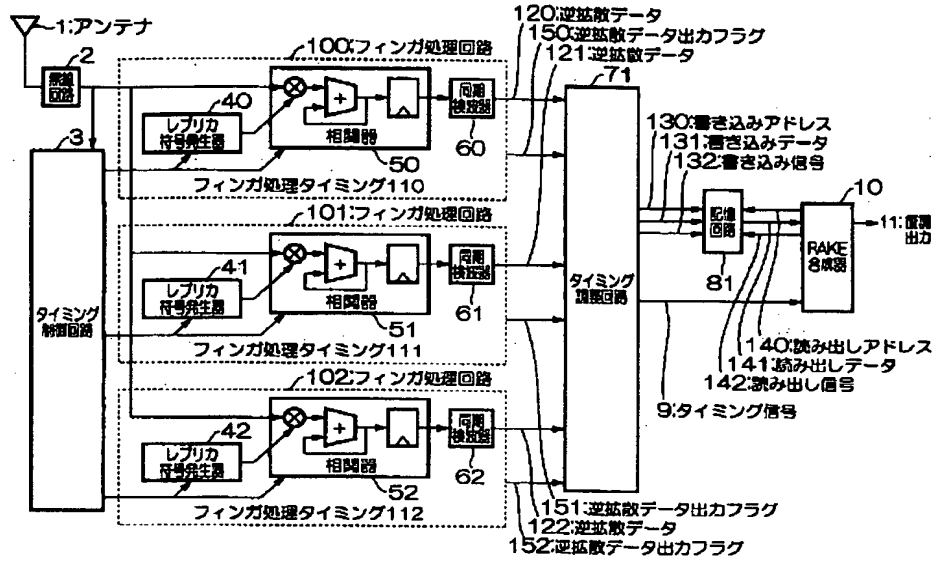 1:アンテナ
2
無線
回路
3
タイミング
制御回路
100:フィンガ処理回路
40
レプリカ
符号発生器
相関器
50
同期
検波器
60
フィンガ処理タイミング110
101:フィンガ処理回路
41
レプリカ
符号発生器
相関器
51
同期
検波器
61
フィンガ処理タイミング111
102:フィンガ処理回路
42
レプリカ
符号発生器
相関器
52
同期
検波器
62
フィンガ処理タイミング112
120:逆拡散データ
150:逆拡散データ出力フラグ
121:逆拡散データ
71
タイミング
調整回路
130:書き込みアドレス
131:書き込みデータ
132:書き込み信号
記憶
回路
81
10
RAKE
合成器
11:復調
出力
140:読み出しアドレス
141:読み出しデータ
142:読み出し信号
9:タイミング信号
151:逆拡散データ出力フラグ
122:逆拡散データ
152:逆拡散データ出力フラグ